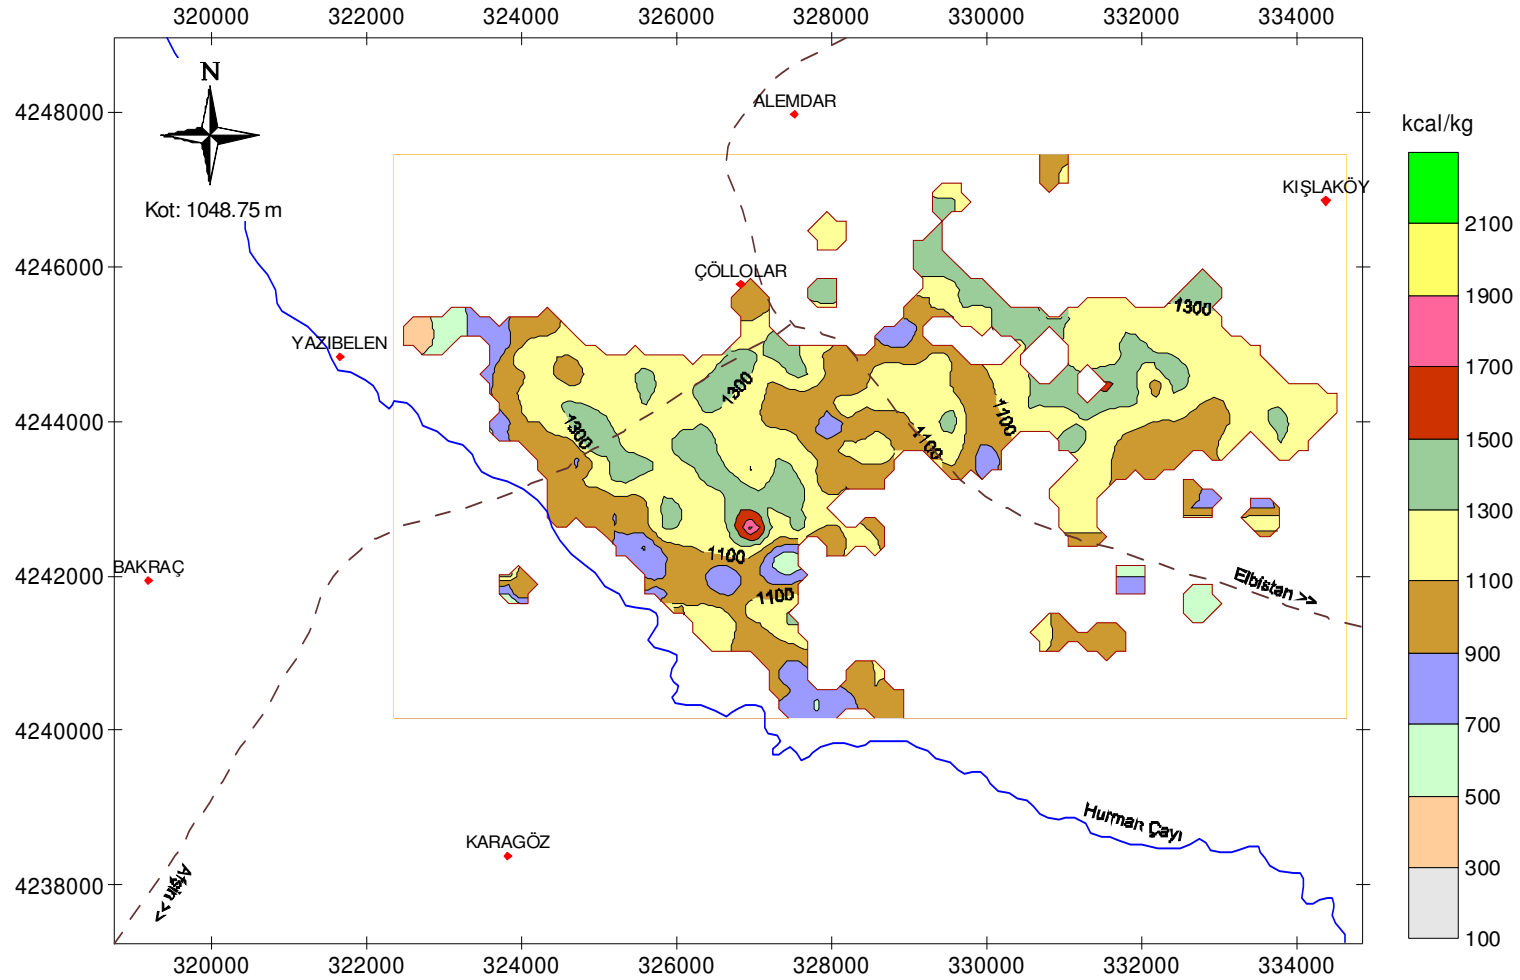 320000 322000 324000 326000 328000 330000 332000 334000
N
ALEMDAR
4248000
kcal/kg
KIŞLAKÖY
Kot: 1048.75 m
2100
4246000
ÇÖLLOLAR
1900
1300
YAZIBELEN
1700
1300
4244000
1300
1100
1100
1500
1300
1100
4242000
BAKRAÇ
1100
Elbistan >>
1100
900
4240000
700
Hurman Çayı
500
KARAGÖZ
300
4238000
Afşin >>
100
320000 322000 324000 326000 328000 330000 332000 334000